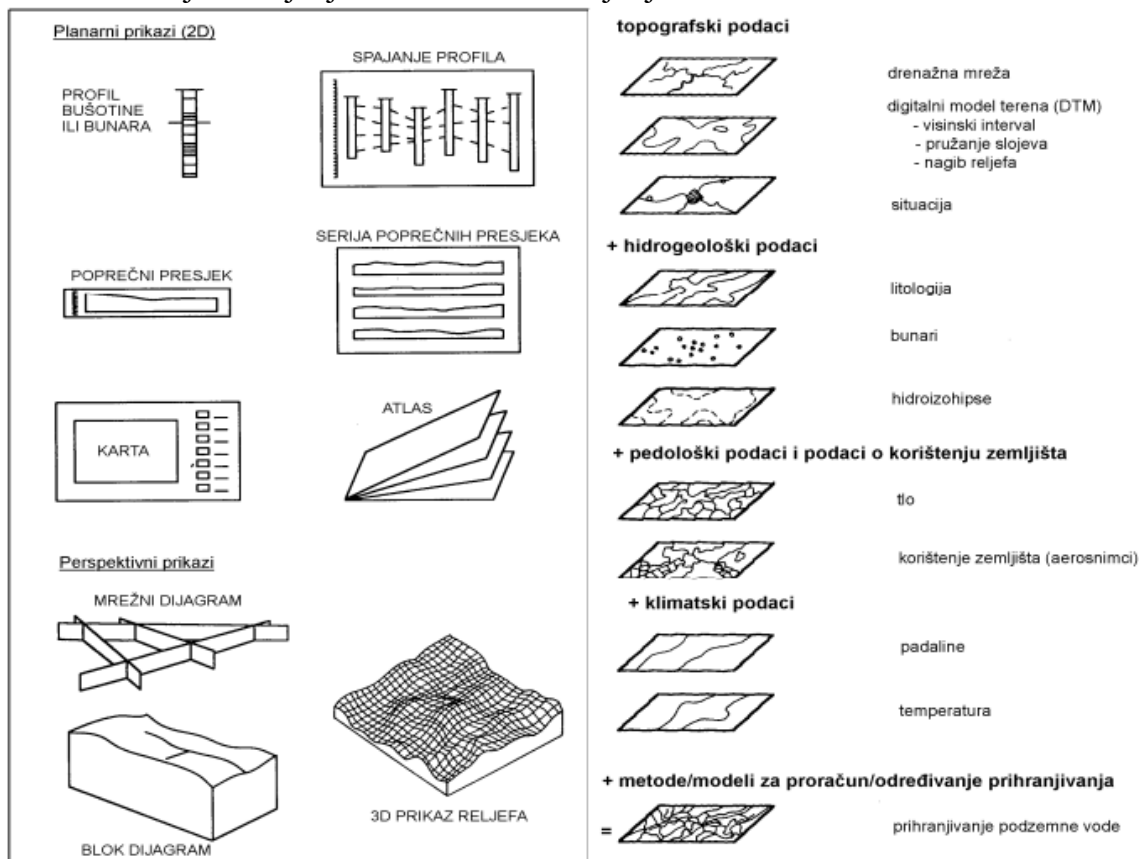 Planarni prikazi (2D)
PROFIL
BUŠOTINE
ILI BUNARA
SPAJANJE PROFILA
POPREČNI PRESJEK
SERIJA POPREČNIH PRESJEKA
KARTA
ATLAS
Perspektivni prikazi
MREŽNI DIJAGRAM
BLOK DIJAGRAM
3D PRIKAZ RELJEFA
topografski podaci
drenažna mreža
digitalni model terena (DTM)
- visinski interval
- pružanje slojeva
- nagib reljefa
situacija
+ hidrogeološki podaci
litologija
bunari
hidroizohipse
+ pedološki podaci i podaci o korištenju zemljišta
tlo
korištenje zemljišta (aerosnimci)
+ klimatski podaci
padaline
temperatura
+ metode/modeli za proračun/određivanje prihranjivanja
= prihranjivanje podzemne vode